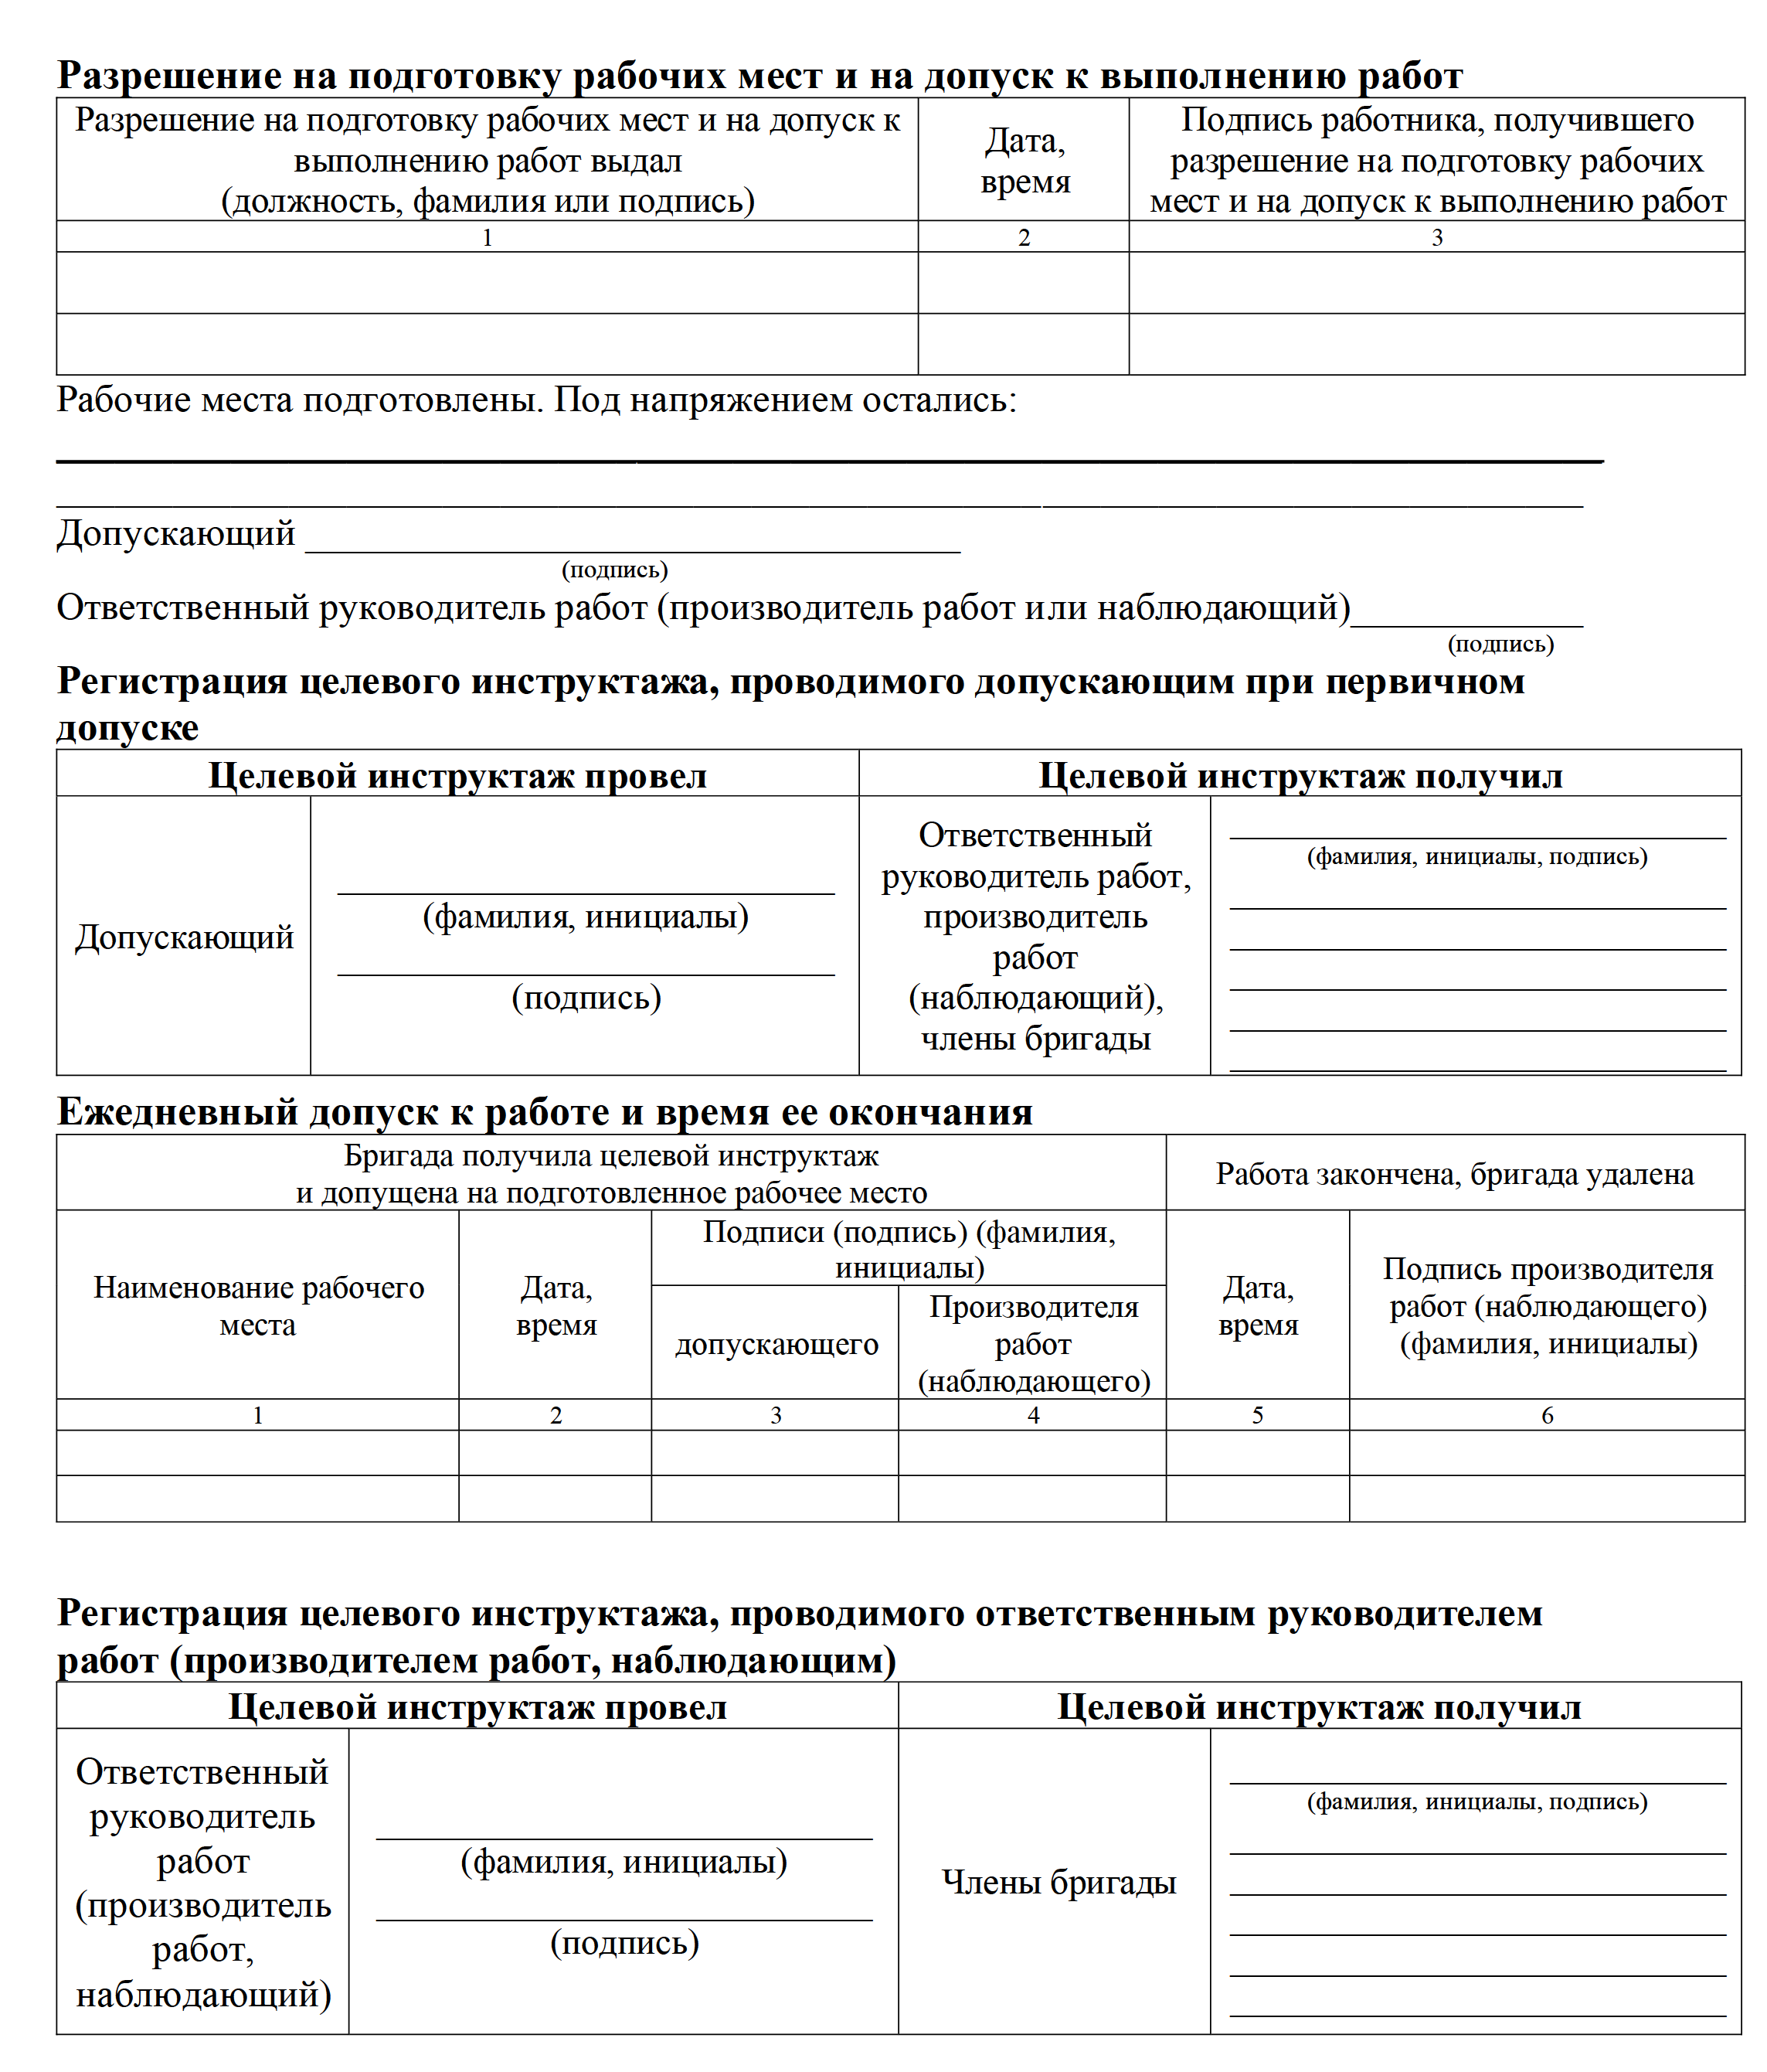 Разрешение на подготовку рабочих мест и на допуск к выполнению работ
Разрешение на подготовку рабочих мест и на допуск к
выполнению работ выдал
(должность, фамилия или подпись)
Дата,
время
Подпись работника, получившего
разрешение на подготовку рабочих
мест и на допуск к выполнению работ
1
2
3
Рабочие места подготовлены. Под напряжением остались:
Допускающий
(подпись)
Ответственный руководитель работ (производитель работ или наблюдающий)
(подпись)
Регистрация целевого инструктажа, проводимого допускающим при первичном
допуске
Целевой инструктаж провел
Целевой инструктаж получил
Допускающий
(фамилия, инициалы)
(подпись)
Ответственный
руководитель работ,
производитель
работ
(наблюдающий),
члены бригады
(фамилия, инициалы, подпись)
Ежедневный допуск к работе и время ее окончания
Бригада получила целевой инструктаж
и допущена на подготовленное рабочее место
Работа закончена, бригада удалена
Наименование рабочего
места
Дата,
время
Подписи (подпись) (фамилия,
инициалы)
допускающего
Производителя
работ
(наблюдающего)
Дата,
время
Подпись производителя
работ (наблюдающего)
(фамилия, инициалы)
1
2
3
4
5
6
Регистрация целевого инструктажа, проводимого ответственным руководителем
работ (производителем работ, наблюдающим)
Целевой инструктаж провел
Целевой инструктаж получил
Ответственный
руководитель
работ
(производитель
работ,
наблюдающий)
(фамилия, инициалы)
(подпись)
Члены бригады
(фамилия, инициалы, подпись)